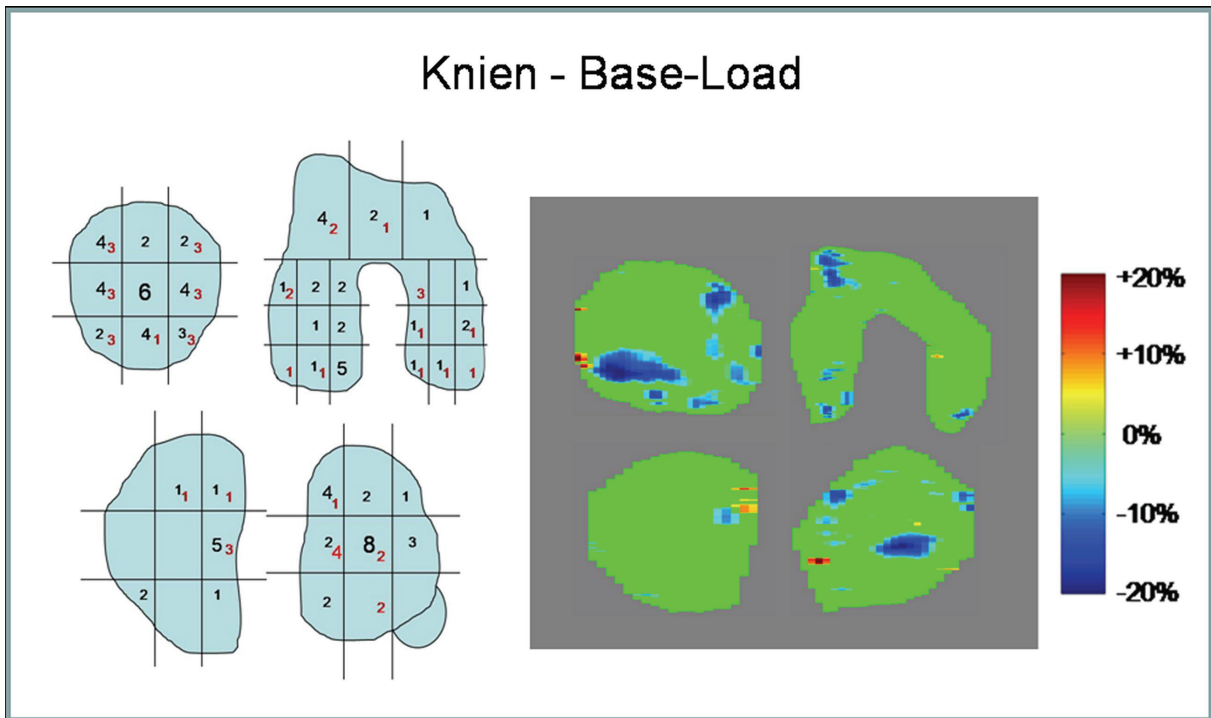 Knien - Base-Load
4 2 2 1 1
4 3 2 2 3
4 3 6 4 3
1 2 2 2 3 1
1 2 1 1 2 1
2 3 4 1 3 3
1 1 1 5 1 1 1 1 1
+20%
+10%
0%
-10%
-20%
1 1 1 1
4 1 2 1
5 3
2 4 8 2 3
2 1
2 2